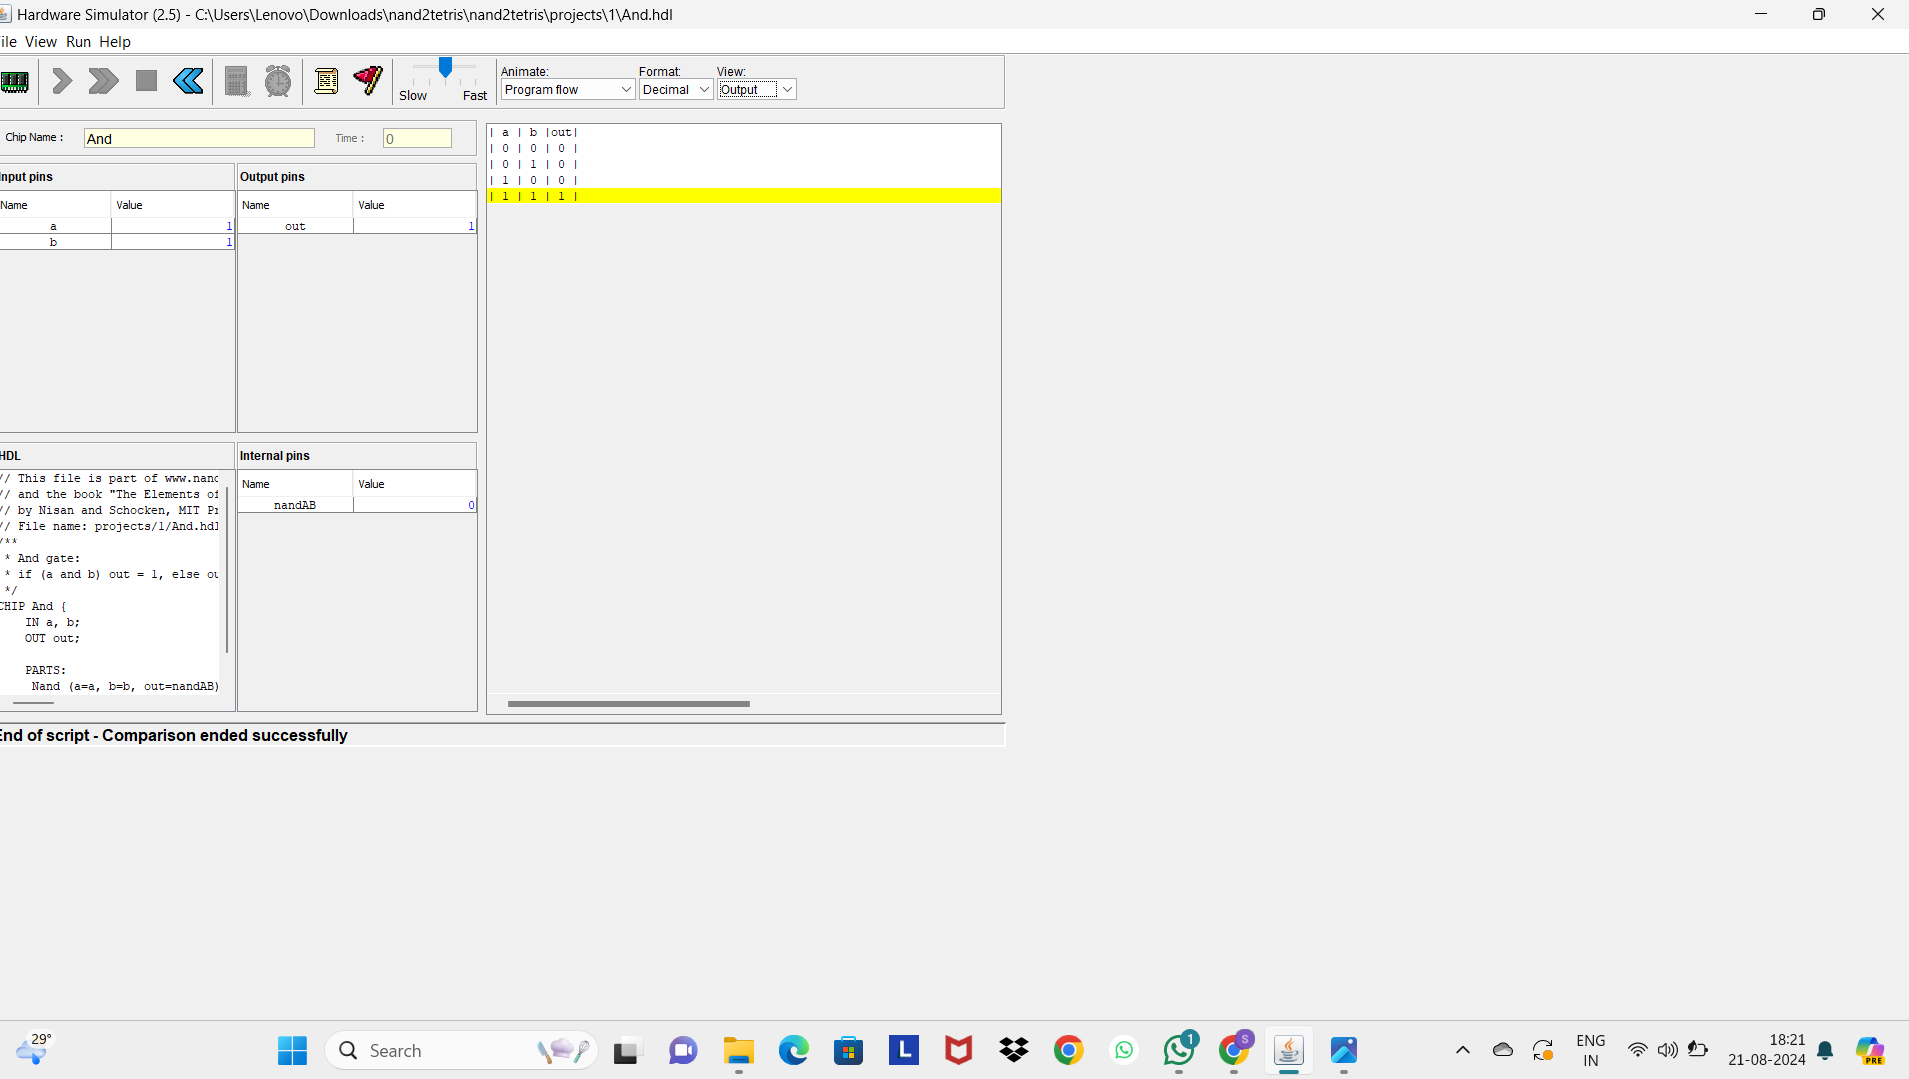 Hardware Simulator (2.5) - C:\Users\Lenovo\Downloads\nand2tetris\nand2tetris\projects\1\And.hdl
ile View Run Help
Slow Fast
Animate: Format: View:
Program flow Decimal Output
Chip Name : And Time : 0
nput pins
Name Value
a 1
b 1
Output pins
Name Value
out 1
| a | b |out|
| 0 | 0 | 0 |
| 0 | 1 | 0 |
| 1 | 0 | 0 |
| 1 | 1 | 1 |
HDL
// This file is part of www.nand
// and the book "The Elements of
// by Nisan and Schocken, MIT Pr
// File name: projects/1/And.hdl
/**
* And gate:
* if (a and b) out = 1, else ou
*/
CHIP And {
IN a, b;
OUT out;
PARTS:
Nand (a=a, b=b, out=nandAB)
Internal pins
Name Value
nandAB 0
End of script - Comparison ended successfully
29°
Search
L
1
S
ENG
IN
18:21
21-08-2024
PRE